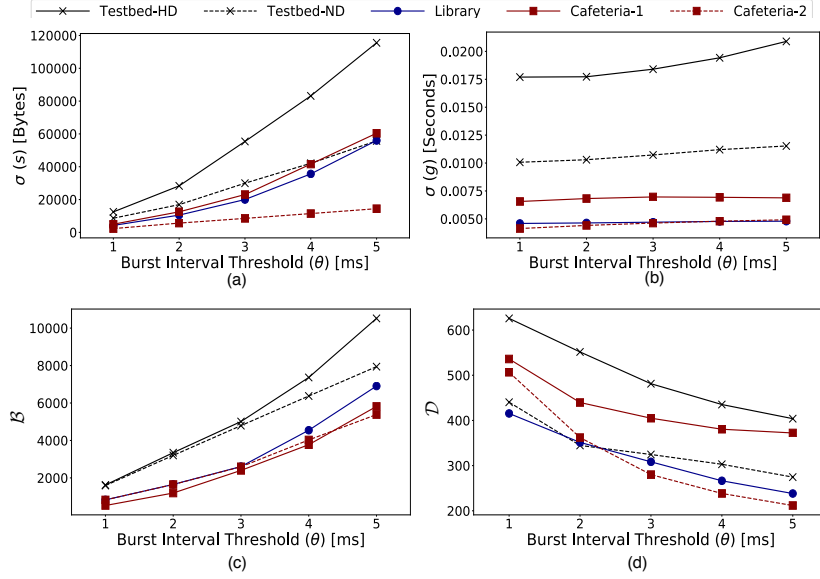 Testbed-HD Testbed-ND Library Cafeteria-1 Cafeteria-2
120000
100000
80000
60000
40000
20000
0
σ (s) [Bytes]
1 2 3 4 5
Burst Interval Threshold (θ) [ms]
(a)
0.0200
0.0175
0.0150
0.0125
0.0100
0.0075
0.0050
σ (g) [Seconds]
1 2 3 4 5
Burst Interval Threshold (θ) [ms]
(b)
10000
8000
6000
4000
2000
ℬ
1 2 3 4 5
Burst Interval Threshold (θ) [ms]
(c)
600
500
400
300
200
𝒟
1 2 3 4 5
Burst Interval Threshold (θ) [ms]
(d)